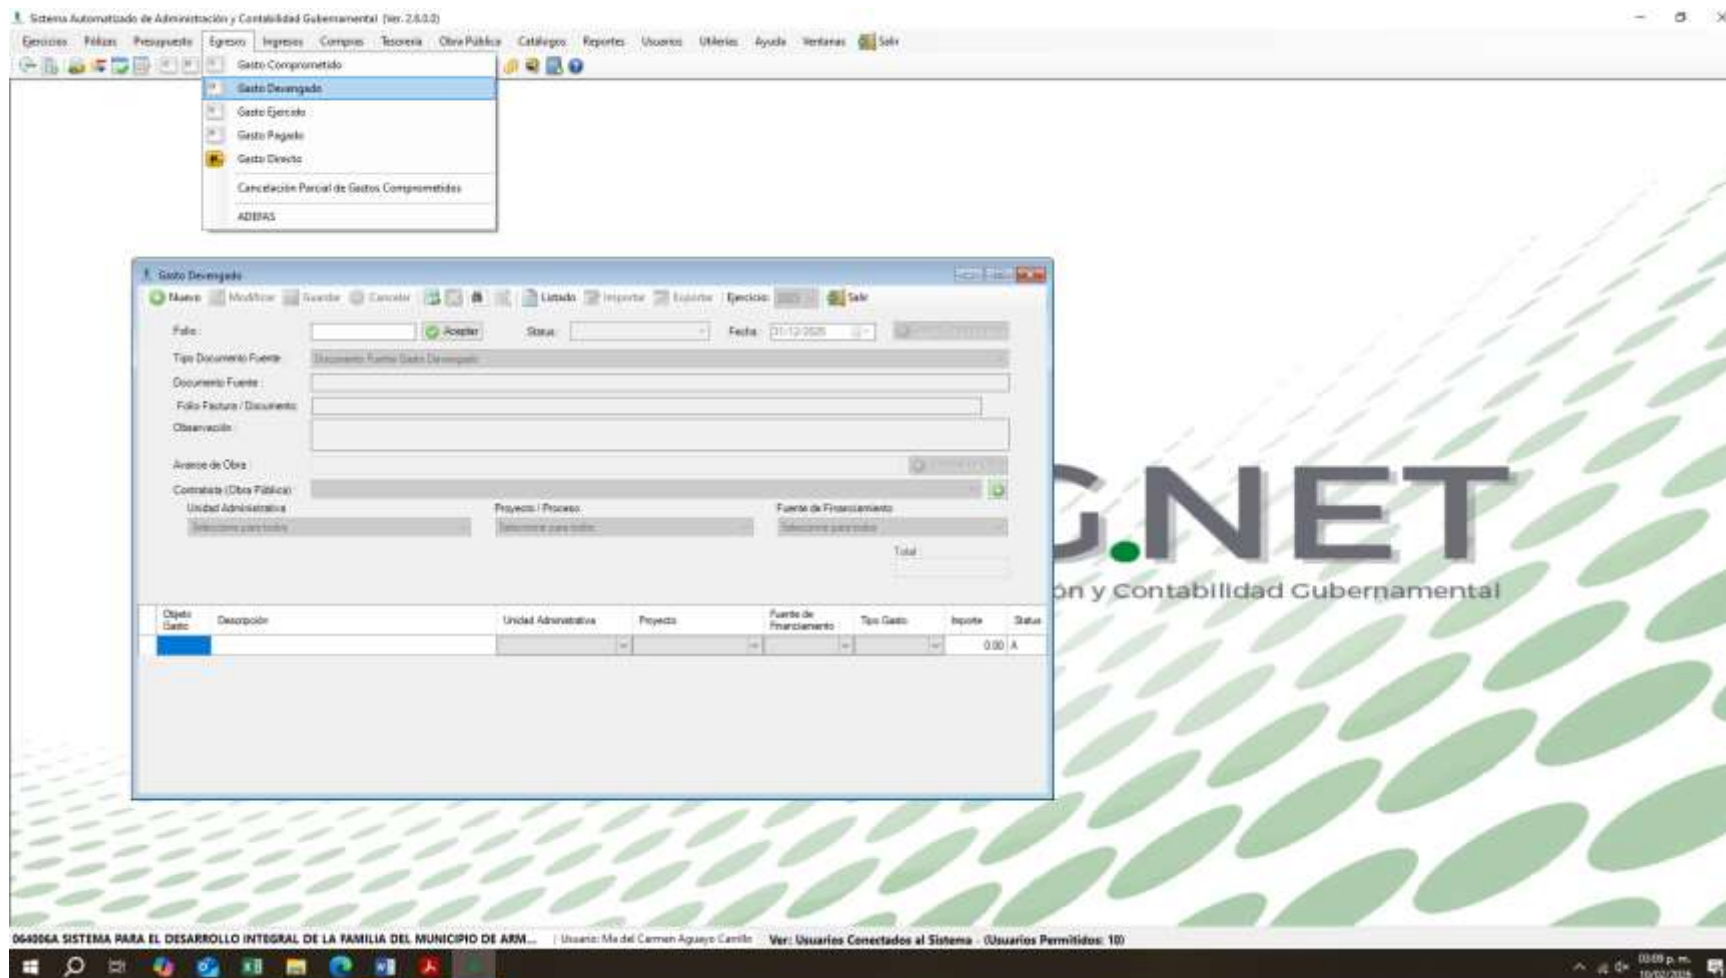 Sistema Automatizado de Administración y Contabilidad Gubernamental (Ver. 2.6.0.0)
Ejercicios Pólizas Presupuesto Egresos Ingresos Compras Tesorería Obra Pública Catálogos Reportes Usuarios Utilerías Ayuda Ventanas Salir
Gasto Comprometido
Gasto Devengado
Gasto Ejercido
Gasto Pagado
Gasto Directo
Cancelación Parcial de Gastos Comprometidos
ADEFAS
Gasto Devengado
Nuevo Modificar Guardar Cancelar Listado Importar Exportar Ejercicio: 2025 Salir
Folio: Aceptar Status: Fecha: 31/12/2025
Tipo Documento Fuente: Documento Fuente Gasto Devengado
Documento Fuente :
Folio Factura / Documento:
Observación
Avance de Obra :
Contratista (Obra Pública)
Unidad Administrativa Proyecto / Proceso Fuente de Financiamiento
Seleccione para todos Seleccione para todos Seleccione para todos
Total
Objeto Gasto Descripción Unidad Administrativa Proyecto Fuente de Financiamiento Tipo Gasto Importe Status
0.00 A
G.NET
ón y Contabilidad Gubernamental
064006A SISTEMA PARA EL DESARROLLO INTEGRAL DE LA FAMILIA DEL MUNICIPIO DE ARM... Usuario: Ma del Carmen Aguayo Carrillo Ver: Usuarios Conectados al Sistema - (Usuarios Permitidos: 10)
03:09 p. m.
10/02/2026